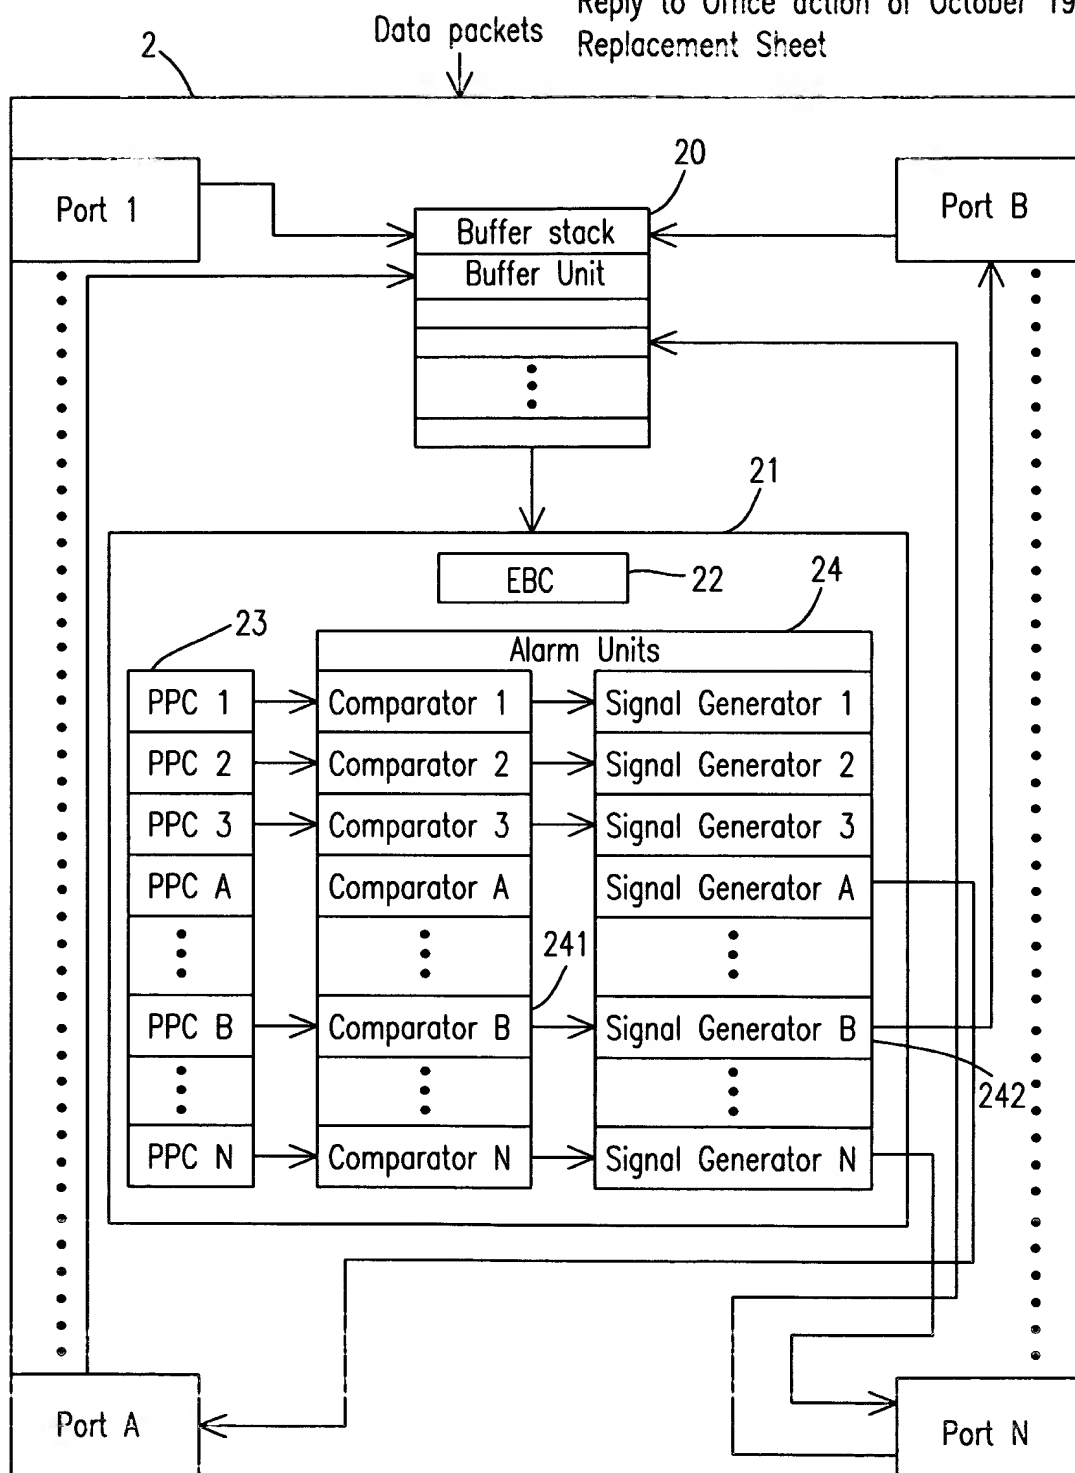 Reply to Office action of October 19
Data packets
Replacement Sheet
2
20
Port 1
Port B
Buffer stack
Buffer Unit
21
EBC
22
24
23
Alarm Units
PPC 1 Comparator 1 Signal Generator 1
PPC 2 Comparator 2 Signal Generator 2
PPC 3 Comparator 3 Signal Generator 3
PPC A Comparator A Signal Generator A
241
PPC B Comparator B Signal Generator B
242
PPC N Comparator N Signal Generator N
Port A
Port N